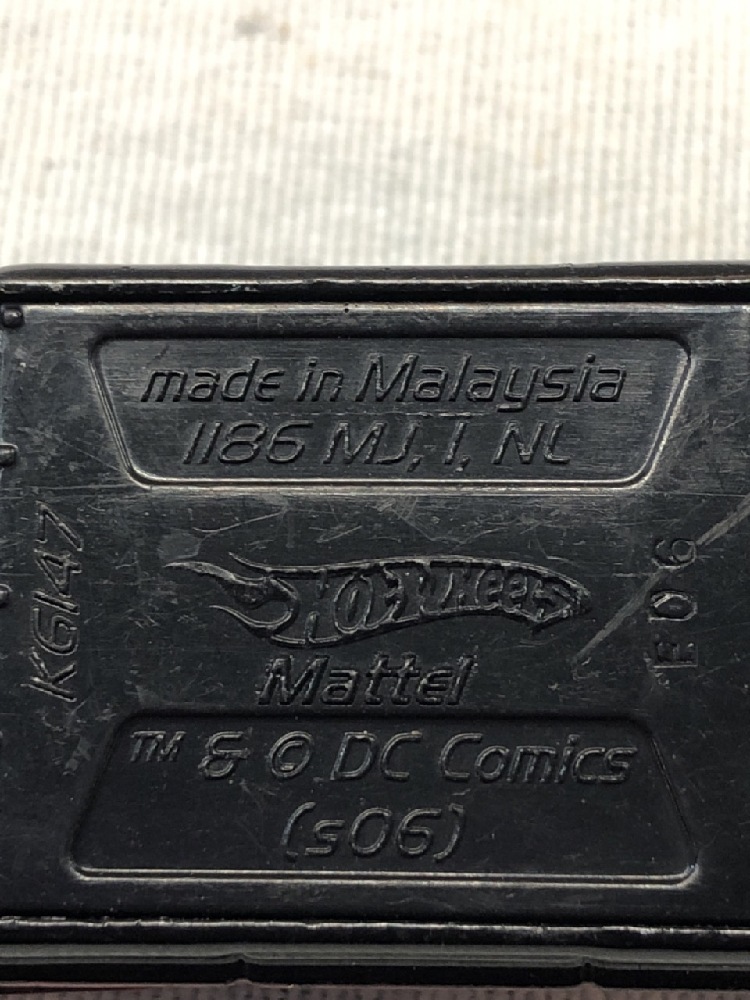 made in Malaysia
1186 MJ, 1, NL
K6147
HOT WHEELS
E06
Mattel
™ & © DC Comics
(s06)